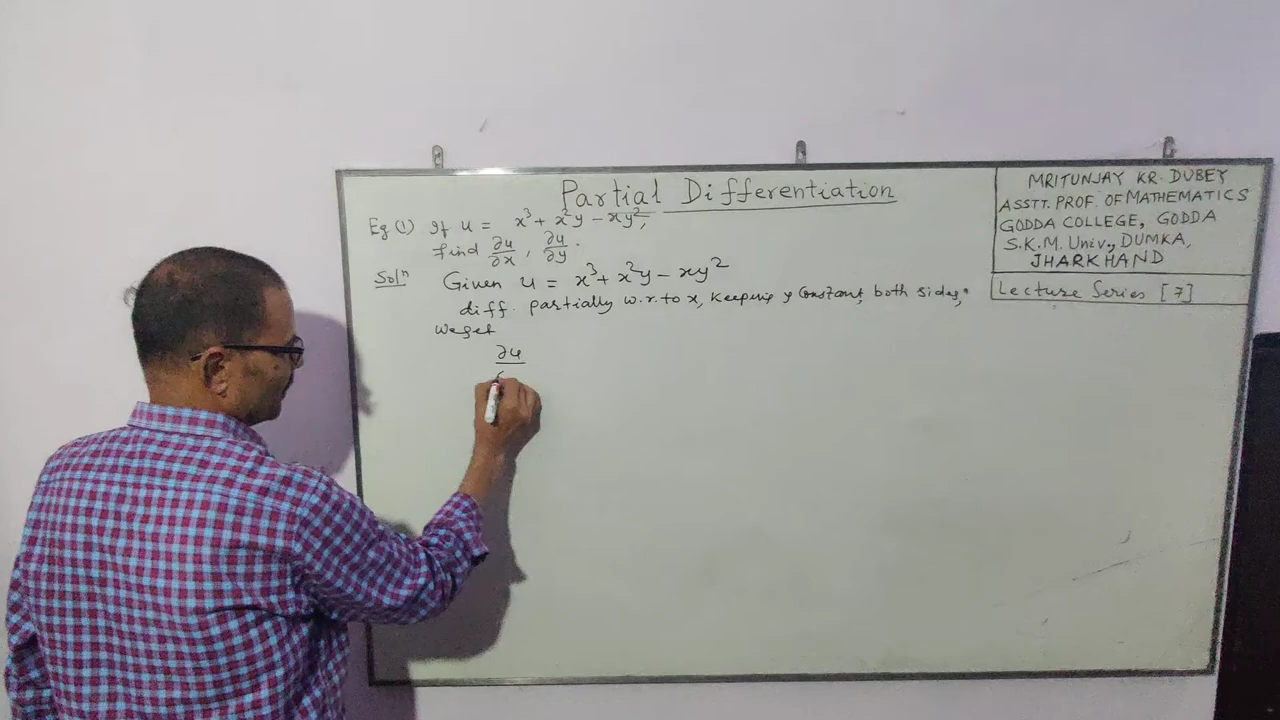 Partial Differentiation
Eg (1) If u = x³ + x²y − xy²,
find ∂u/∂x , ∂u/∂y .
Solⁿ Given u = x³ + x²y − xy²
diff. partially w.r. to x, keeping y constant, both sides,
we get
∂u
MRITUNJAY KR. DUBEY
ASSTT. PROF. OF MATHEMATICS
GODDA COLLEGE, GODDA
S.K.M. Univ., DUMKA,
JHARKHAND
Lecture Series [7]